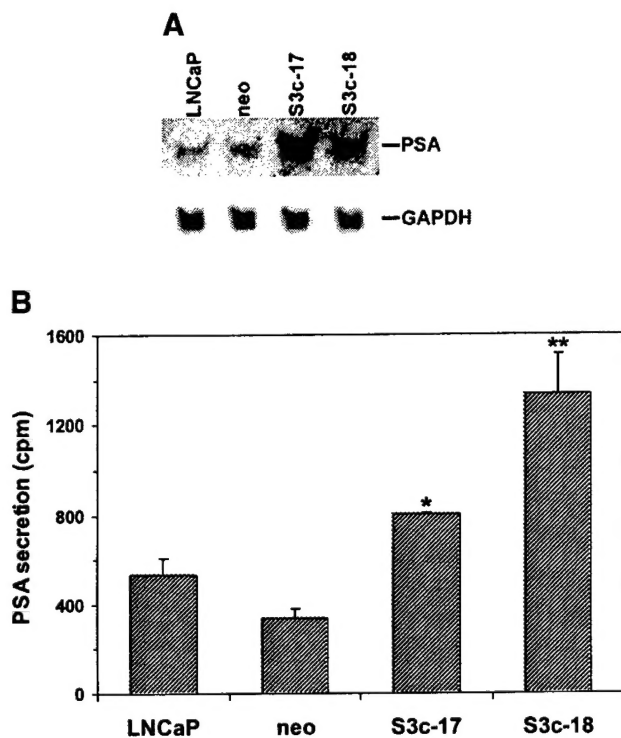 A
LNCaP
neo
S3c-17
S3c-18
PSA
GAPDH
B
PSA secretion (cpm)
1600
1200
800
400
0
*
**
LNCaP
neo
S3c-17
S3c-18